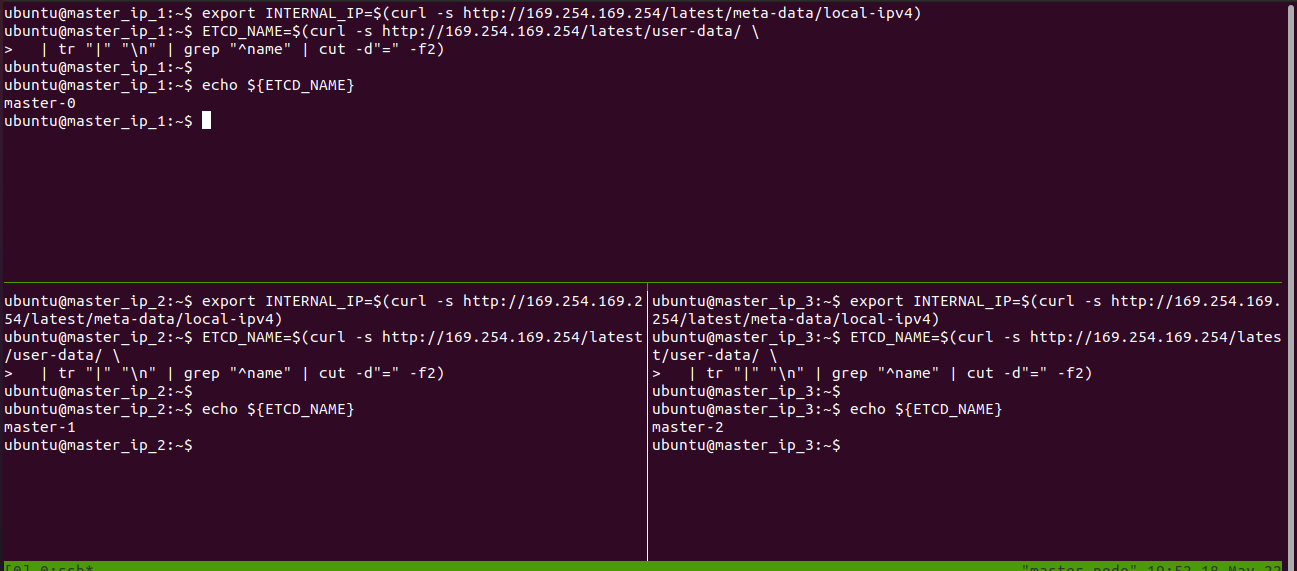 ubuntu@master_ip_1:~$ export INTERNAL_IP=$(curl -s http://169.254.169.254/latest/meta-data/local-ipv4)
ubuntu@master_ip_1:~$ ETCD_NAME=$(curl -s http://169.254.169.254/latest/user-data/ \
>   | tr "|" "\n" | grep "^name" | cut -d"=" -f2)
ubuntu@master_ip_1:~$
ubuntu@master_ip_1:~$ echo ${ETCD_NAME}
master-0
ubuntu@master_ip_1:~$
ubuntu@master_ip_2:~$ export INTERNAL_IP=$(curl -s http://169.254.169.2
54/latest/meta-data/local-ipv4)
ubuntu@master_ip_2:~$ ETCD_NAME=$(curl -s http://169.254.169.254/latest
/user-data/ \
>   | tr "|" "\n" | grep "^name" | cut -d"=" -f2)
ubuntu@master_ip_2:~$
ubuntu@master_ip_2:~$ echo ${ETCD_NAME}
master-1
ubuntu@master_ip_2:~$
ubuntu@master_ip_3:~$ export INTERNAL_IP=$(curl -s http://169.254.169.
254/latest/meta-data/local-ipv4)
ubuntu@master_ip_3:~$ ETCD_NAME=$(curl -s http://169.254.169.254/lates
t/user-data/ \
>   | tr "|" "\n" | grep "^name" | cut -d"=" -f2)
ubuntu@master_ip_3:~$
ubuntu@master_ip_3:~$ echo ${ETCD_NAME}
master-2
ubuntu@master_ip_3:~$
[0] 0:ssh* "master-node" 19:52 18-May-22